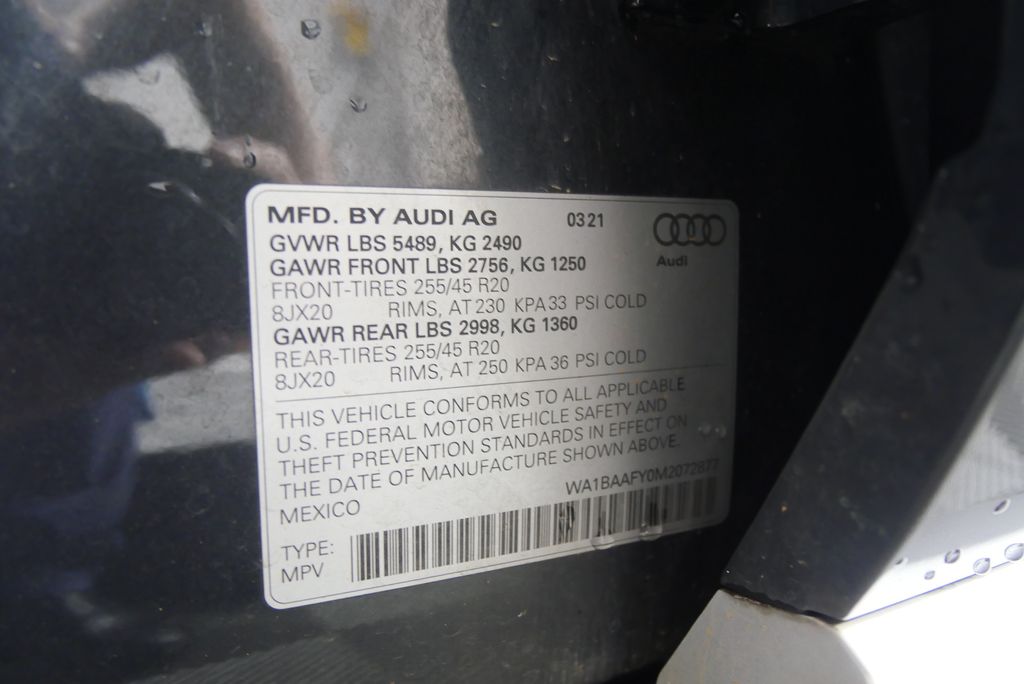 MFD. BY AUDI AG 03 21
GVWR LBS 5489, KG 2490
Audi
GAWR FRONT LBS 2756, KG 1250
FRONT-TIRES 255/45 R20
8JX20 RIMS, AT 230 KPA 33 PSI COLD
GAWR REAR LBS 2998, KG 1360
REAR-TIRES 255/45 R20
8JX20 RIMS, AT 250 KPA 36 PSI COLD
THIS VEHICLE CONFORMS TO ALL APPLICABLE
U.S. FEDERAL MOTOR VEHICLE SAFETY AND
THEFT PREVENTION STANDARDS IN EFFECT ON
THE DATE OF MANUFACTURE SHOWN ABOVE.
MEXICO WA1BAAFY0M2072877
TYPE:
MPV